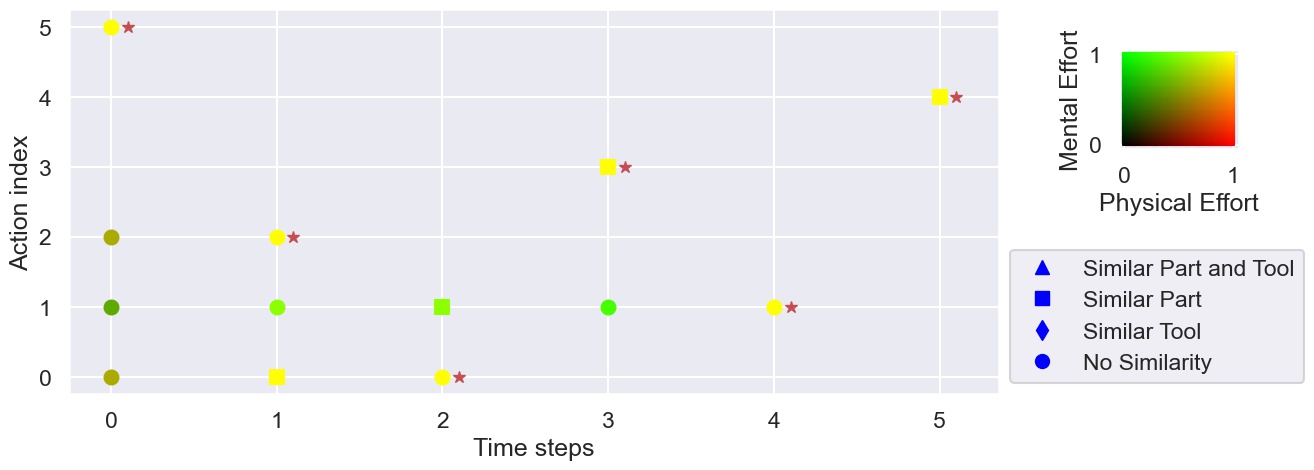 5
4
3
2
1
0
Action index
0 1 2 3 4 5
Time steps
Mental Effort
1
0
0 1
Physical Effort
Similar Part and Tool
Similar Part
Similar Tool
No Similarity